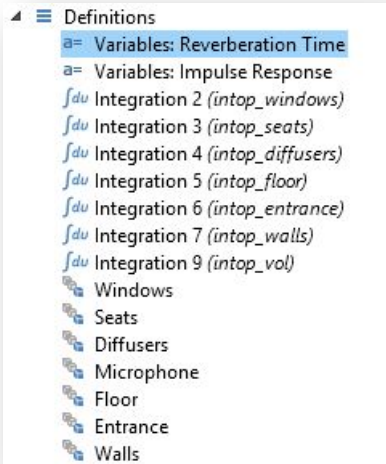 Definitions
a= Variables: Reverberation Time
a= Variables: Impulse Response
∫du Integration 2 (intop_windows)
∫du Integration 3 (intop_seats)
∫du Integration 4 (intop_diffusers)
∫du Integration 5 (intop_floor)
∫du Integration 6 (intop_entrance)
∫du Integration 7 (intop_walls)
∫du Integration 9 (intop_vol)
Windows
Seats
Diffusers
Microphone
Floor
Entrance
Walls